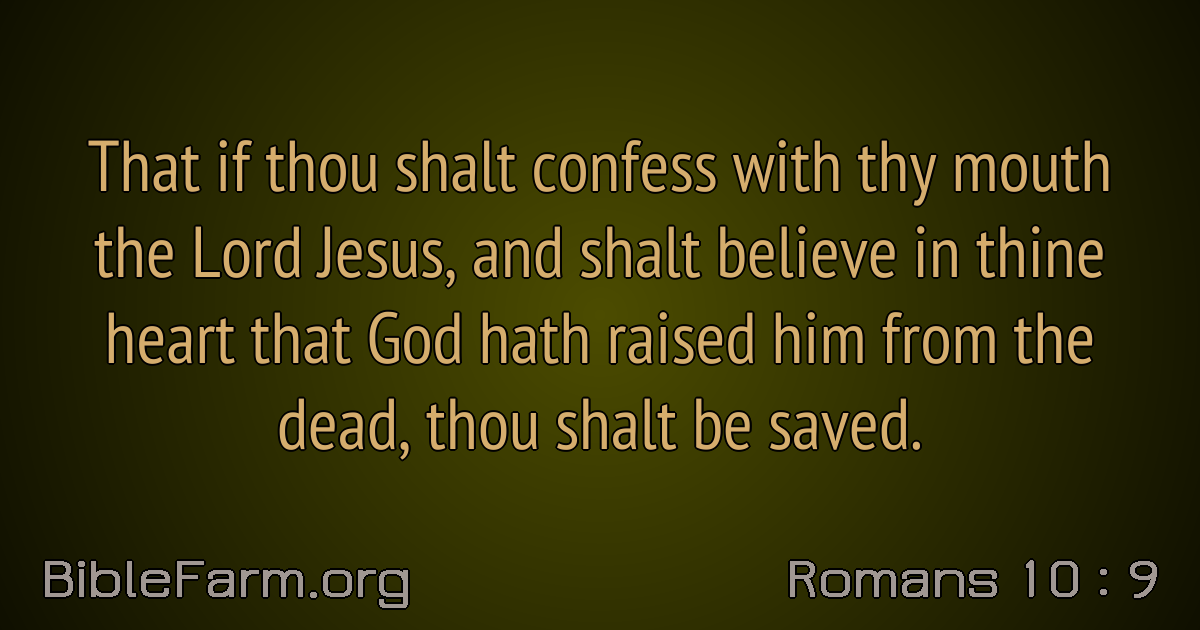 That if thou shalt confess with thy mouth
the Lord Jesus, and shalt believe in thine
heart that God hath raised him from the
dead, thou shalt be saved.
BibleFarm.org
Romans 10 : 9